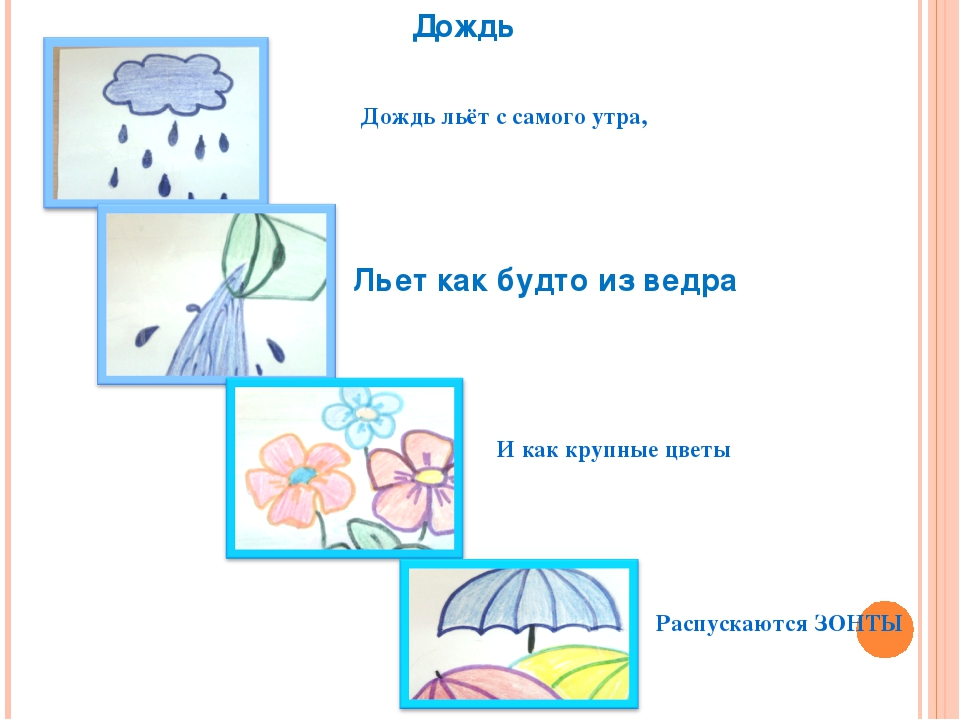 Дождь
Дождь льёт с самого утра,
Льет как будто из ведра
И как крупные цветы
Распускаются ЗОНТЫ